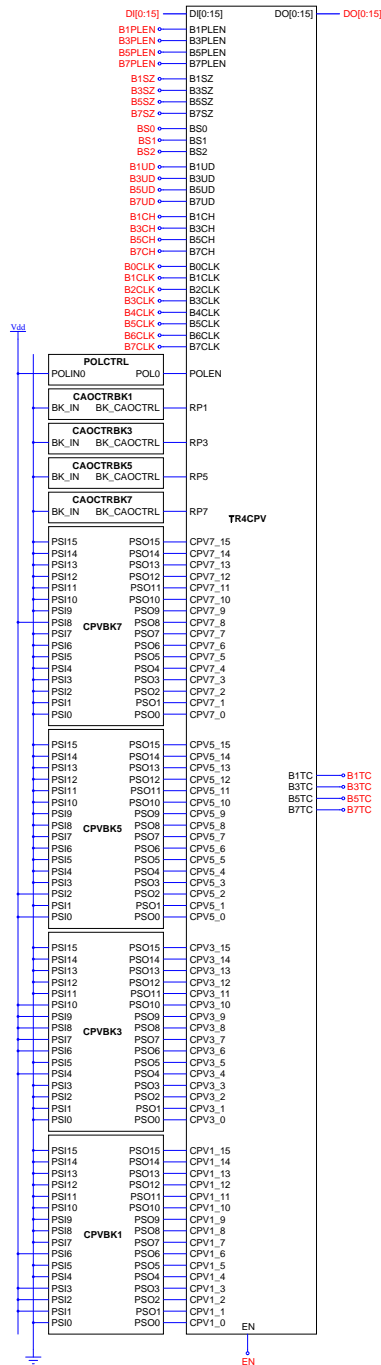 DI[0:15] DI[0:15] DO[0:15] DO[0:15]
B1PLEN B1PLEN
B3PLEN B3PLEN
B5PLEN B5PLEN
B7PLEN B7PLEN
B1SZ B1SZ
B3SZ B3SZ
B5SZ B5SZ
B7SZ B7SZ
BS0 BS0
BS1 BS1
BS2 BS2
B1UD B1UD
B3UD B3UD
B5UD B5UD
B7UD B7UD
B1CH B1CH
B3CH B3CH
B5CH B5CH
B7CH B7CH
B0CLK B0CLK
B1CLK B1CLK
B2CLK B2CLK
B3CLK B3CLK
B4CLK B4CLK
B5CLK B5CLK
B6CLK B6CLK
B7CLK B7CLK
Vdd
POLCTRL
POLIN0 POL0 POLEN
CAOCTRBK1
BK_IN BK_CAOCTRL RP1
CAOCTRBK3
BK_IN BK_CAOCTRL RP3
CAOCTRBK5
BK_IN BK_CAOCTRL RP5
CAOCTRBK7
BK_IN BK_CAOCTRL RP7
TR4CPV
PSI15 PSO15 CPV7_15
PSI14 PSO14 CPV7_14
PSI13 PSO13 CPV7_13
PSI12 PSO12 CPV7_12
PSI11 PSO11 CPV7_11
PSI10 PSO10 CPV7_10
PSI9 PSO9 CPV7_9
PSI8 CPVBK7 PSO8 CPV7_8
PSI7 PSO7 CPV7_7
PSI6 PSO6 CPV7_6
PSI5 PSO5 CPV7_5
PSI4 PSO4 CPV7_4
PSI3 PSO3 CPV7_3
PSI2 PSO2 CPV7_2
PSI1 PSO1 CPV7_1
PSI0 PSO0 CPV7_0
PSI15 PSO15 CPV5_15
PSI14 PSO14 CPV5_14
PSI13 PSO13 CPV5_13
PSI12 PSO12 CPV5_12
PSI11 PSO11 CPV5_11
PSI10 PSO10 CPV5_10
PSI9 PSO9 CPV5_9
PSI8 CPVBK5 PSO8 CPV5_8
PSI7 PSO7 CPV5_7
PSI6 PSO6 CPV5_6
PSI5 PSO5 CPV5_5
PSI4 PSO4 CPV5_4
PSI3 PSO3 CPV5_3
PSI2 PSO2 CPV5_2
PSI1 PSO1 CPV5_1
PSI0 PSO0 CPV5_0
B1TC B1TC
B3TC B3TC
B5TC B5TC
B7TC B7TC
PSI15 PSO15 CPV3_15
PSI14 PSO14 CPV3_14
PSI13 PSO13 CPV3_13
PSI12 PSO12 CPV3_12
PSI11 PSO11 CPV3_11
PSI10 PSO10 CPV3_10
PSI9 PSO9 CPV3_9
PSI8 CPVBK3 PSO8 CPV3_8
PSI7 PSO7 CPV3_7
PSI6 PSO6 CPV3_6
PSI5 PSO5 CPV3_5
PSI4 PSO4 CPV3_4
PSI3 PSO3 CPV3_3
PSI2 PSO2 CPV3_2
PSI1 PSO1 CPV3_1
PSI0 PSO0 CPV3_0
PSI15 PSO15 CPV1_15
PSI14 PSO14 CPV1_14
PSI13 PSO13 CPV1_13
PSI12 PSO12 CPV1_12
PSI11 PSO11 CPV1_11
PSI10 PSO10 CPV1_10
PSI9 PSO9 CPV1_9
PSI8 CPVBK1 PSO8 CPV1_8
PSI7 PSO7 CPV1_7
PSI6 PSO6 CPV1_6
PSI5 PSO5 CPV1_5
PSI4 PSO4 CPV1_4
PSI3 PSO3 CPV1_3
PSI2 PSO2 CPV1_2
PSI1 PSO1 CPV1_1
PSI0 PSO0 CPV1_0
EN
EN